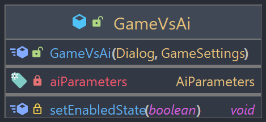 GameVsAi
GameVsAi(Dialog, GameSettings)
aiParameters AiParameters
setEnabledState(boolean) void